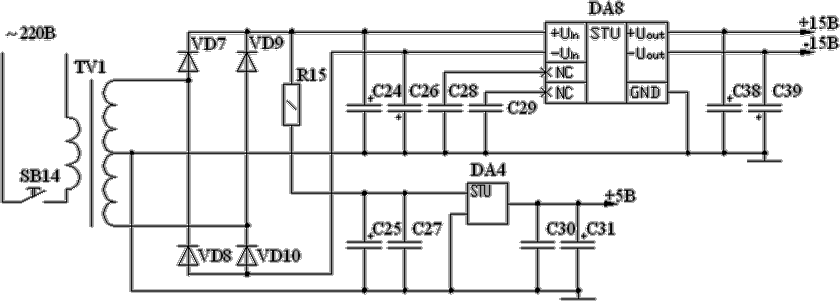 DA8
~220В
VD7
VD9
+UIn
STU
+Uout
+15В
-UIn
-Uout
-15В
TV1
R15
NC
C24
C26
C28
NC
GND
C38
C39
C29
SB14
DA4
STU
+5В
C25
C27
C30
C31
VD8
VD10